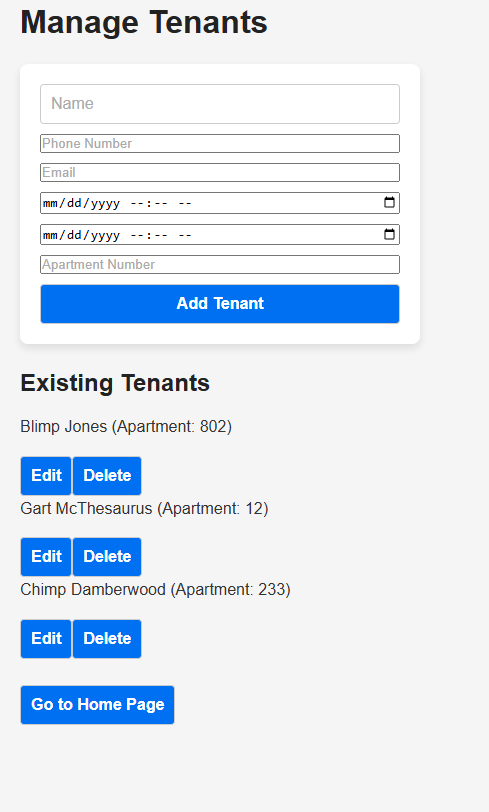 Manage Tenants
Name
Phone Number
Email
mm/dd/yyyy --:-- --
mm/dd/yyyy --:-- --
Apartment Number
Add Tenant
Existing Tenants
Blimp Jones (Apartment: 802)
Edit Delete
Gart McThesaurus (Apartment: 12)
Edit Delete
Chimp Damberwood (Apartment: 233)
Edit Delete
Go to Home Page